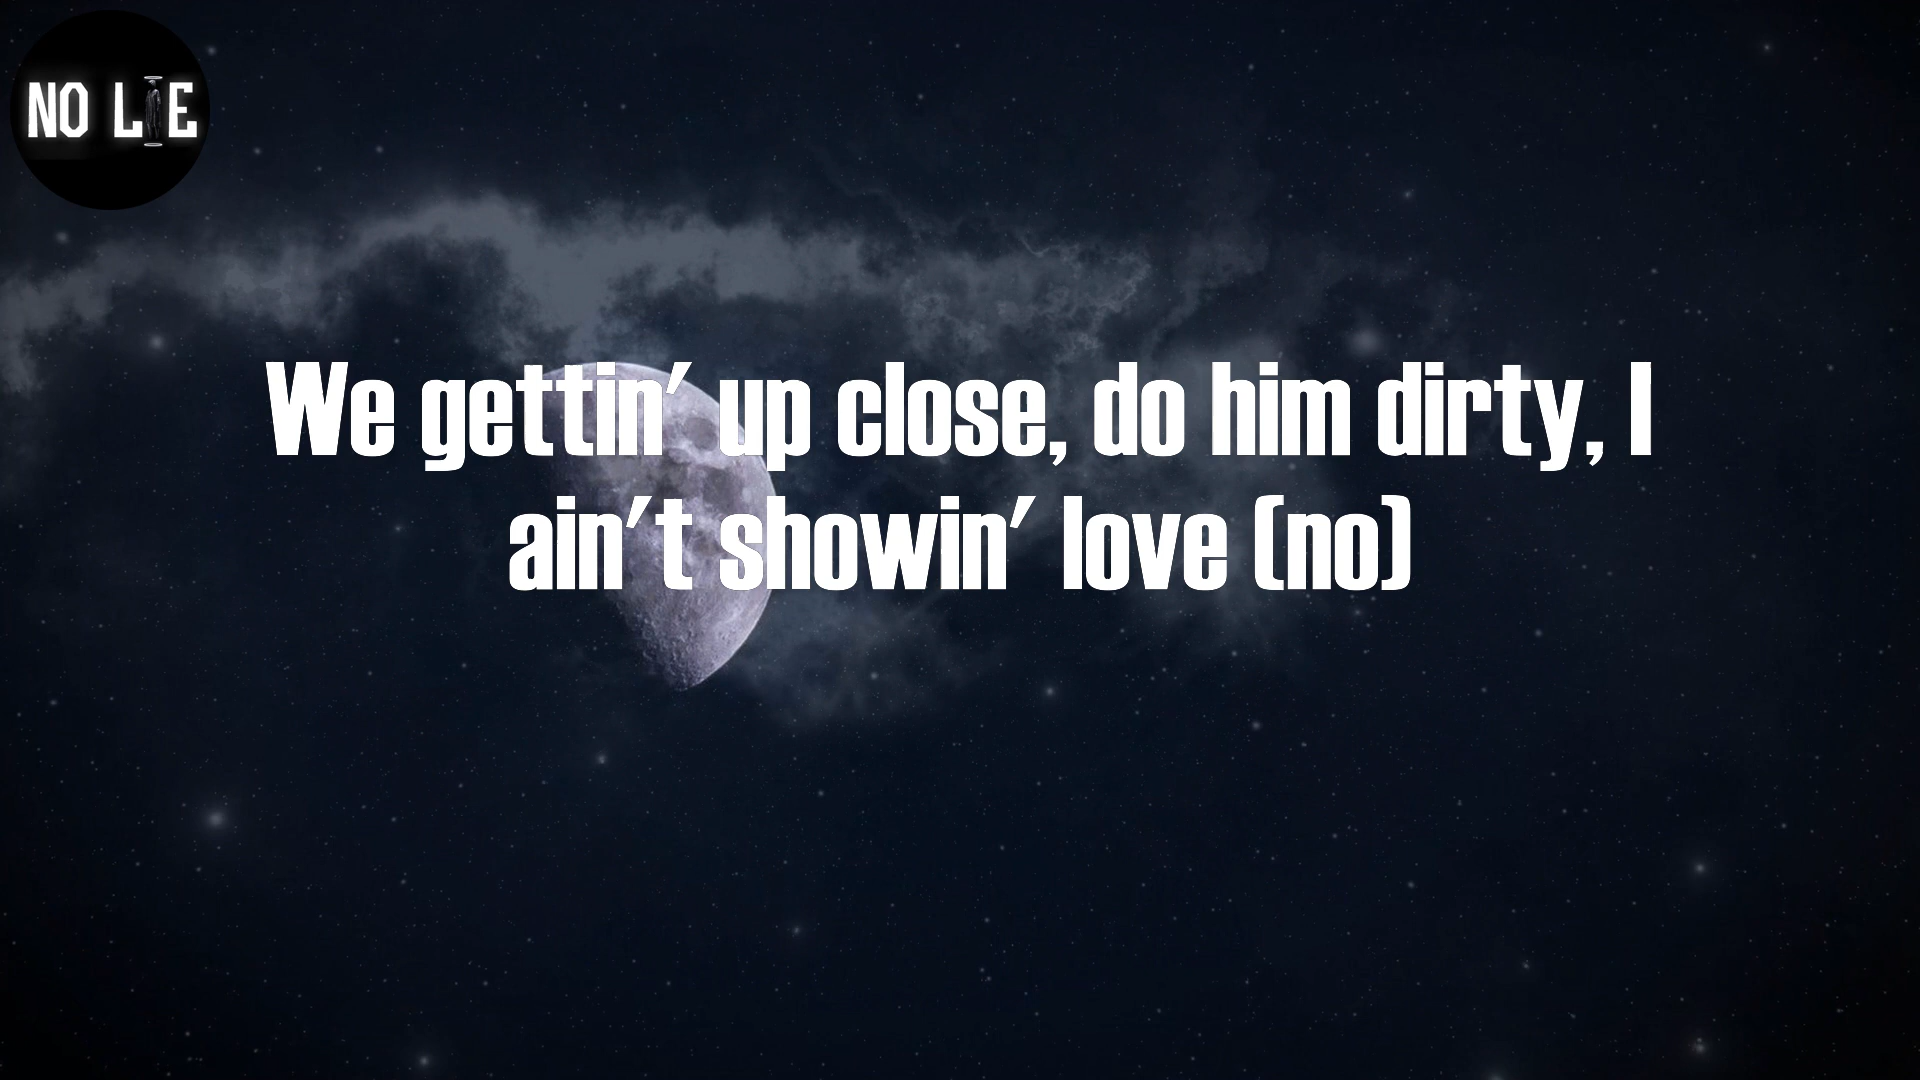 NO LIE
We gettin' up close, do him dirty, I
ain't showin' love (no)